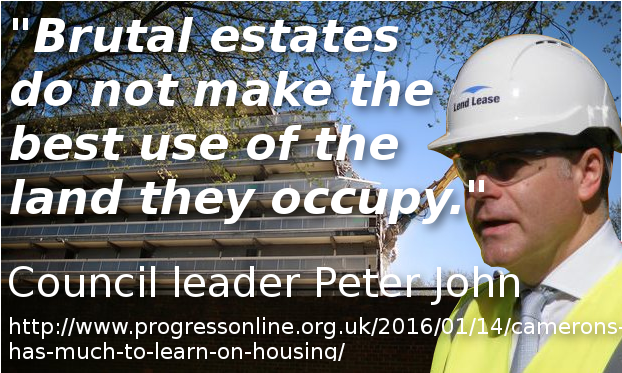 "Brutal estates
do not make the
best use of the
land they occupy."
Lend Lease
Council leader Peter John
http://www.progressonline.org.uk/2016/01/14/camerons-
has-much-to-learn-on-housing/